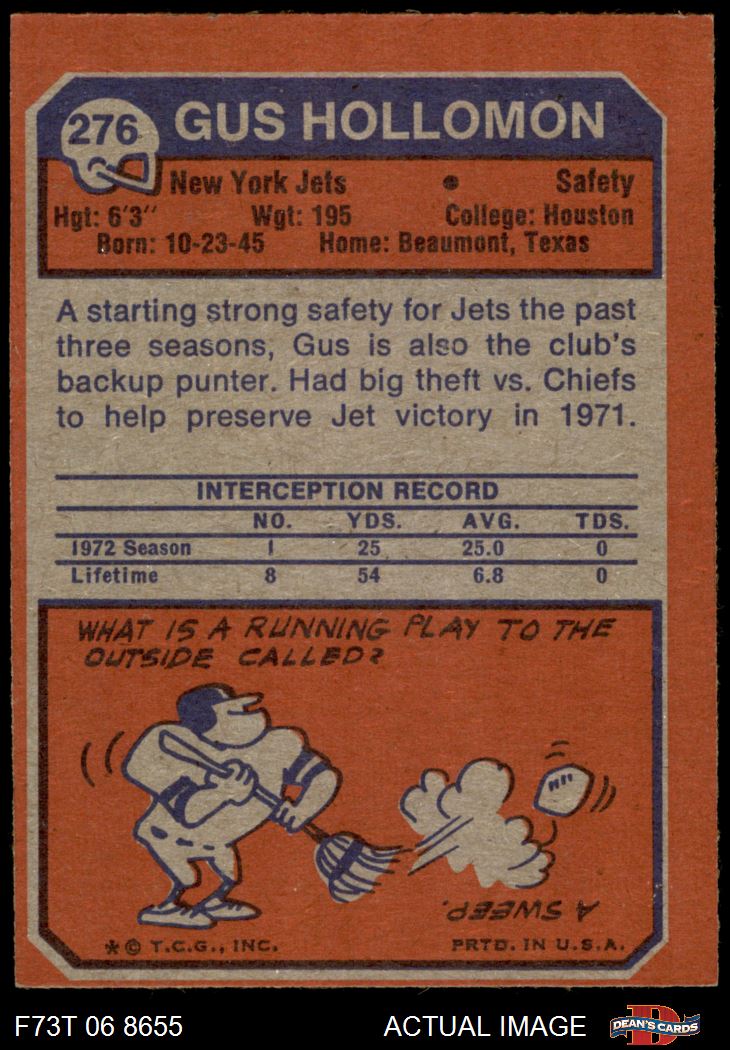 276
GUS HOLLOMON
New York Jets • Safety
Hgt: 6'3" Wgt: 195 College: Houston
Born: 10-23-45 Home: Beaumont, Texas
A starting strong safety for Jets the past
three seasons, Gus is also the club's
backup punter. Had big theft vs. Chiefs
to help preserve Jet victory in 1971.
INTERCEPTION RECORD
NO. YDS. AVG. TDS.
1972 Season 1 25 25.0 0
Lifetime 8 54 6.8 0
WHAT IS A RUNNING PLAY TO THE
OUTSIDE CALLED?
A SWEEP.
* © T.C.G., INC. PRTD. IN U.S.A.
F73T 06 8655 ACTUAL IMAGE
D
DEAN'S CARDS